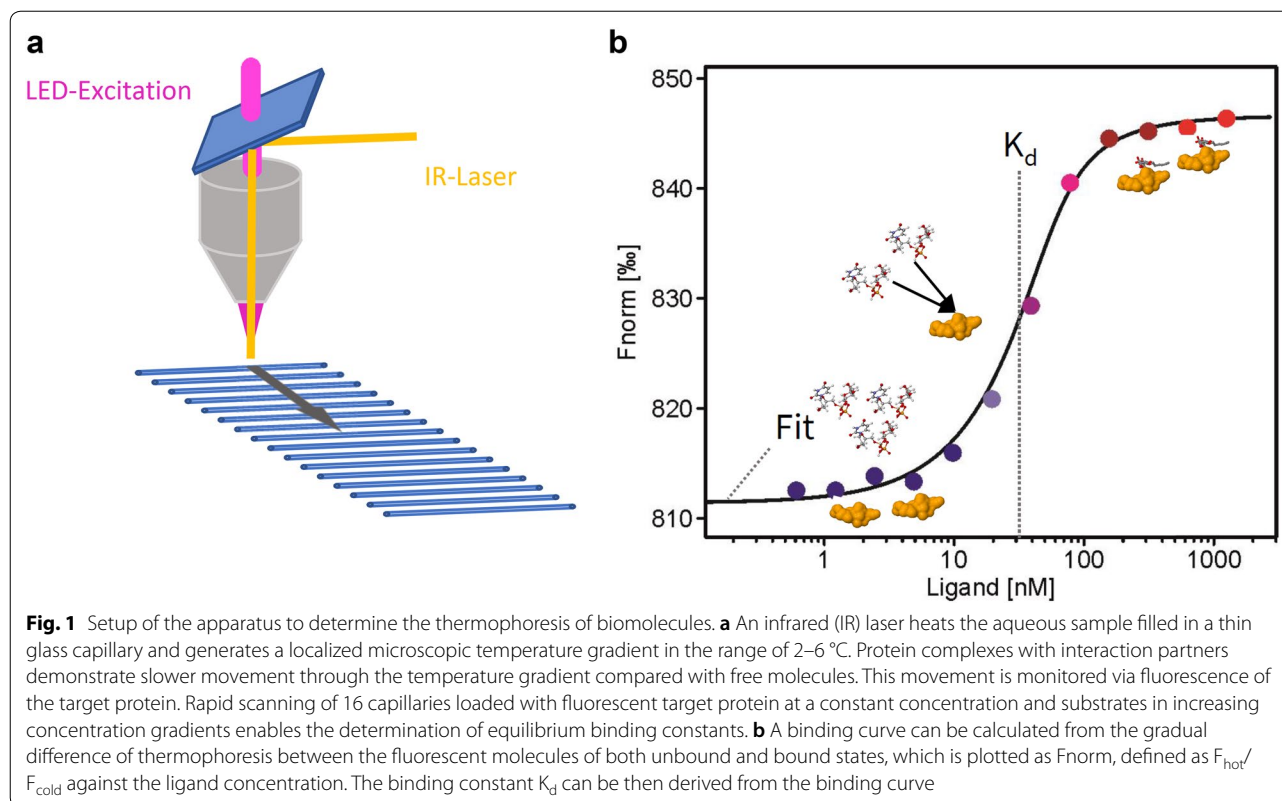 a
LED-Excitation
IR-Laser
b
850
840
830
820
810
Fnorm [‰]
Kd
Fit
1 10 100 1000
Ligand [nM]
Fig. 1 Setup of the apparatus to determine the thermophoresis of biomolecules. a An infrared (IR) laser heats the aqueous sample filled in a thin
glass capillary and generates a localized microscopic temperature gradient in the range of 2–6 °C. Protein complexes with interaction partners
demonstrate slower movement through the temperature gradient compared with free molecules. This movement is monitored via fluorescence of
the target protein. Rapid scanning of 16 capillaries loaded with fluorescent target protein at a constant concentration and substrates in increasing
concentration gradients enables the determination of equilibrium binding constants. b A binding curve can be calculated from the gradual
difference of thermophoresis between the fluorescent molecules of both unbound and bound states, which is plotted as Fnorm, defined as Fhot/
Fcold against the ligand concentration. The binding constant Kd can be then derived from the binding curve